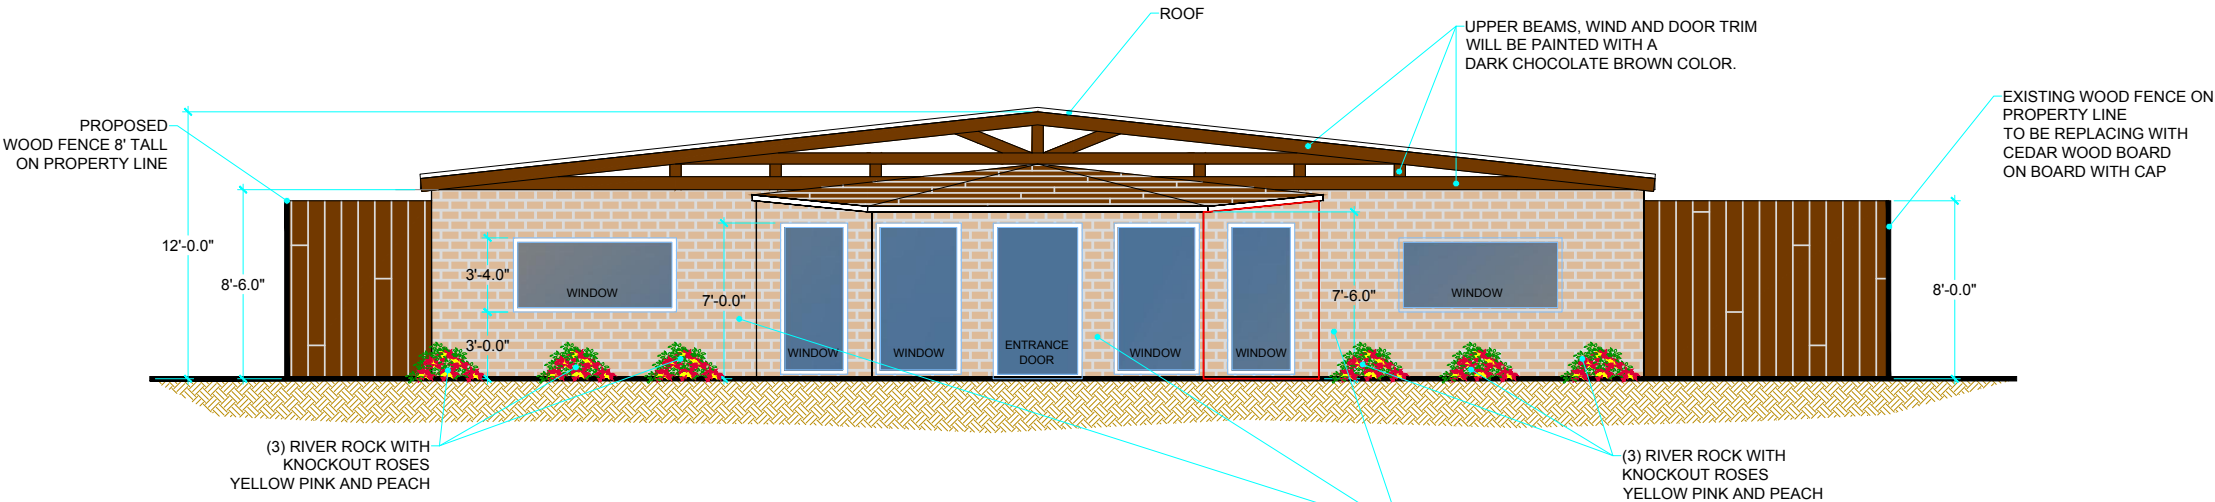 ROOF
UPPER BEAMS, WIND AND DOOR TRIM
WILL BE PAINTED WITH A
DARK CHOCOLATE BROWN COLOR.
EXISTING WOOD FENCE ON
PROPERTY LINE
TO BE REPLACING WITH
CEDAR WOOD BOARD
ON BOARD WITH CAP
PROPOSED
WOOD FENCE 8' TALL
ON PROPERTY LINE
12'-0.0"
8'-6.0"
3'-4.0"
3'-0.0"
7'-0.0"
7'-6.0"
8'-0.0"
WINDOW
WINDOW
WINDOW
WINDOW
ENTRANCE
DOOR
WINDOW
WINDOW
(3) RIVER ROCK WITH
KNOCKOUT ROSES
YELLOW PINK AND PEACH
(3) RIVER ROCK WITH
KNOCKOUT ROSES
YELLOW PINK AND PEACH